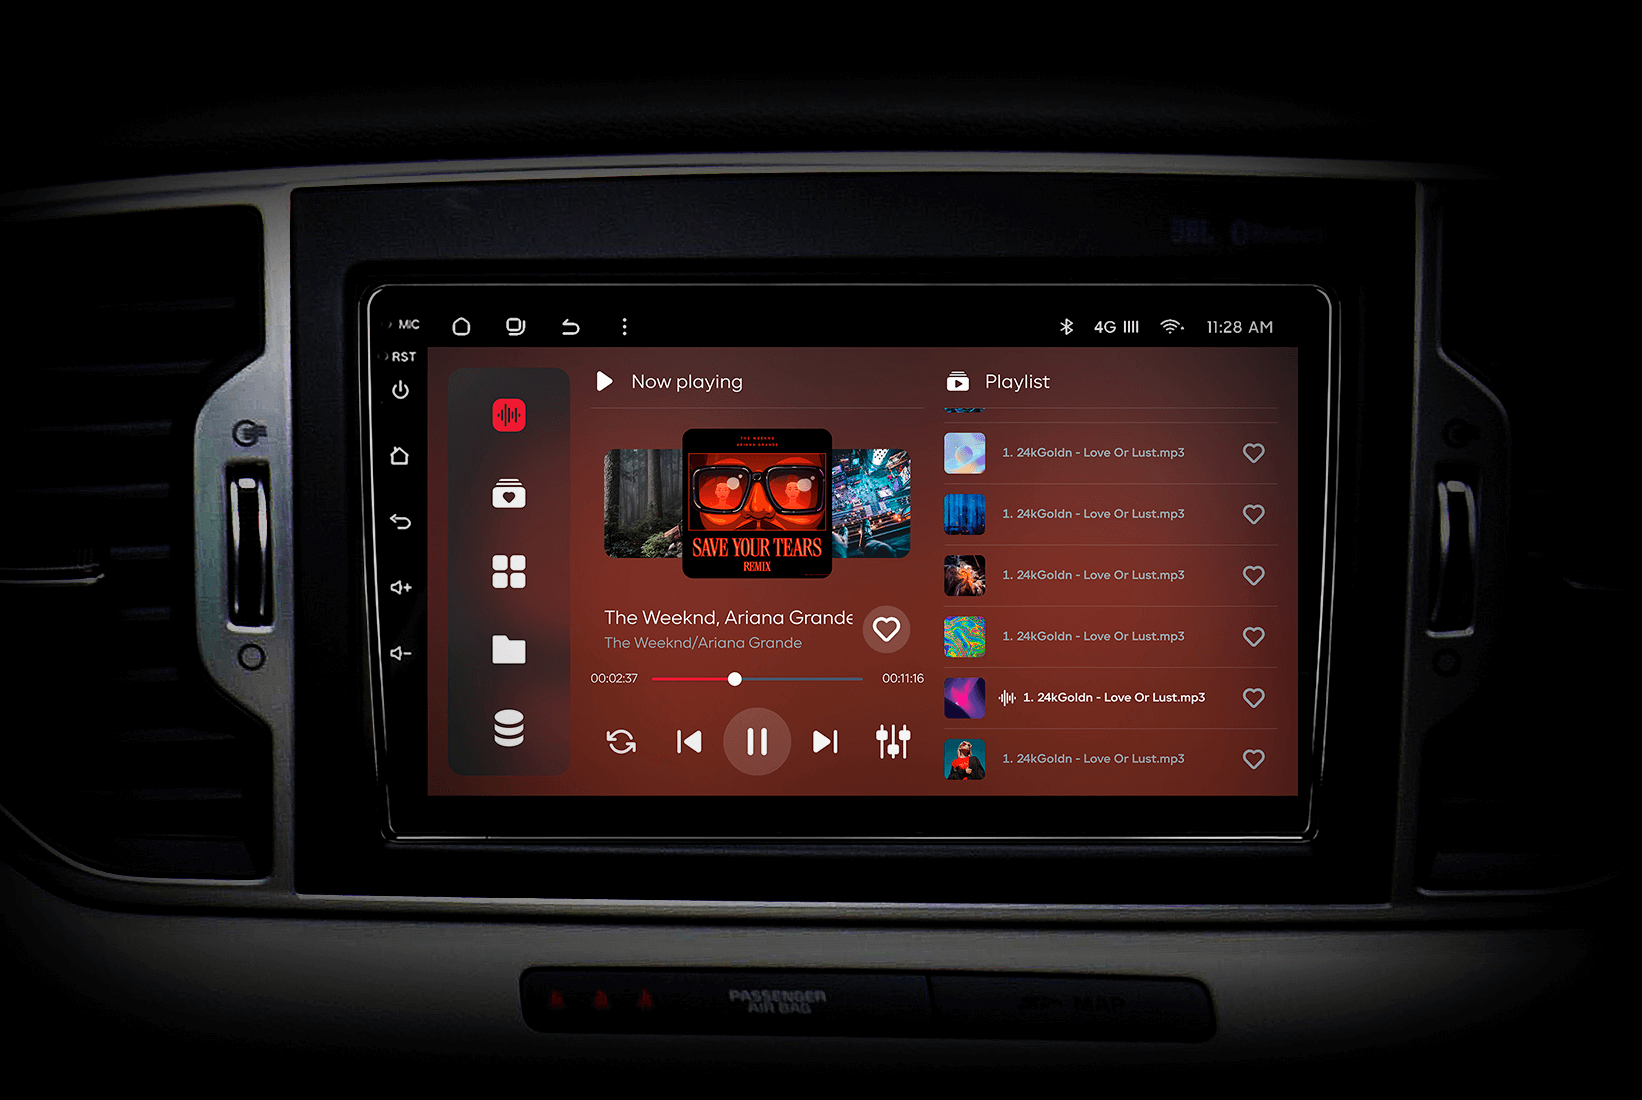 MIC
RST
4G
11:28 AM
Now playing
Playlist
THE WEEKND
ARIANA GRANDE
SAVE YOUR TEARS
REMIX
The Weeknd, Ariana Grande
The Weeknd/Ariana Grande
00:02:37
00:11:16
1. 24kGoldn - Love Or Lust.mp3
1. 24kGoldn - Love Or Lust.mp3
1. 24kGoldn - Love Or Lust.mp3
1. 24kGoldn - Love Or Lust.mp3
1. 24kGoldn - Love Or Lust.mp3
1. 24kGoldn - Love Or Lust.mp3
JBL
PASSENGER
AIR BAG
MAP